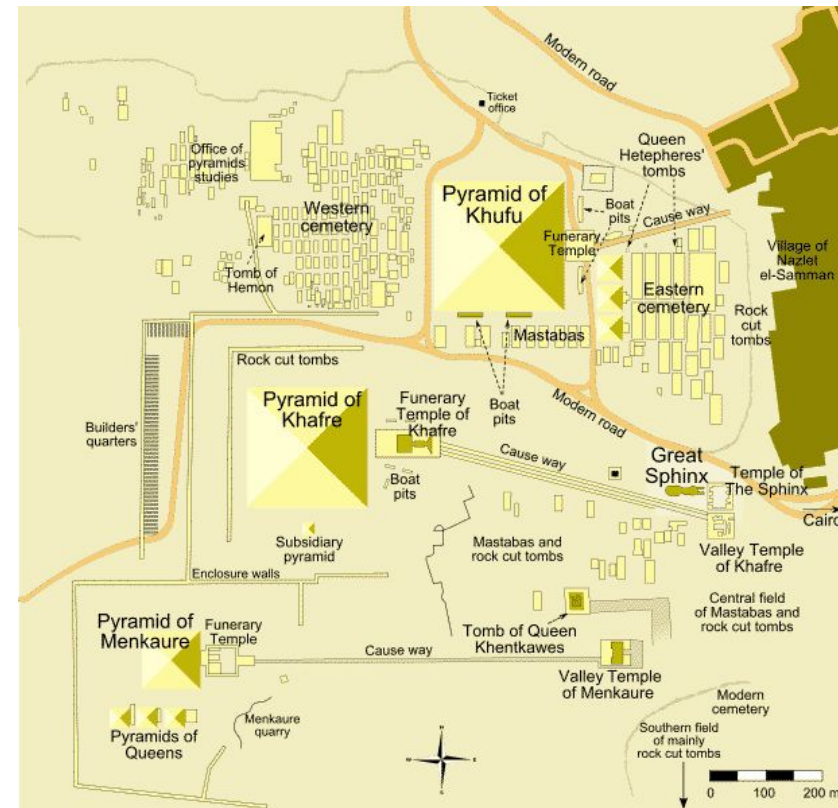 Modern road
Ticket
office
Office of
pyramids
studies
Queen
Hetepheres'
tombs
Pyramid of
Khufu
Western
cemetery
Boat
pits
Cause way
Funerary
Temple
Village of
Nazlet
el-Samman
Tomb of
Hemon
Eastern
cemetery
Rock
cut
tombs
Mastabas
Rock cut tombs
Pyramid of
Khafre
Funerary
Temple of
Khafre
Boat
pits
Modern road
Builders'
quarters
Cause way
Great
Sphinx
Temple of
The Sphinx
Boat
pits
Cairo
Subsidiary
pyramid
Mastabas and
rock cut tombs
Valley Temple
of Khafre
Enclosure walls
Central field
of Mastabas and
rock cut tombs
Pyramid of
Menkaure
Funerary
Temple
Tomb of Queen
Khentkawes
Cause way
Valley Temple
of Menkaure
Modern
cemetery
Pyramids of
Queens
Menkaure
quarry
Southern field
of mainly
rock cut tombs
N
W
E
S
0 100 200 m